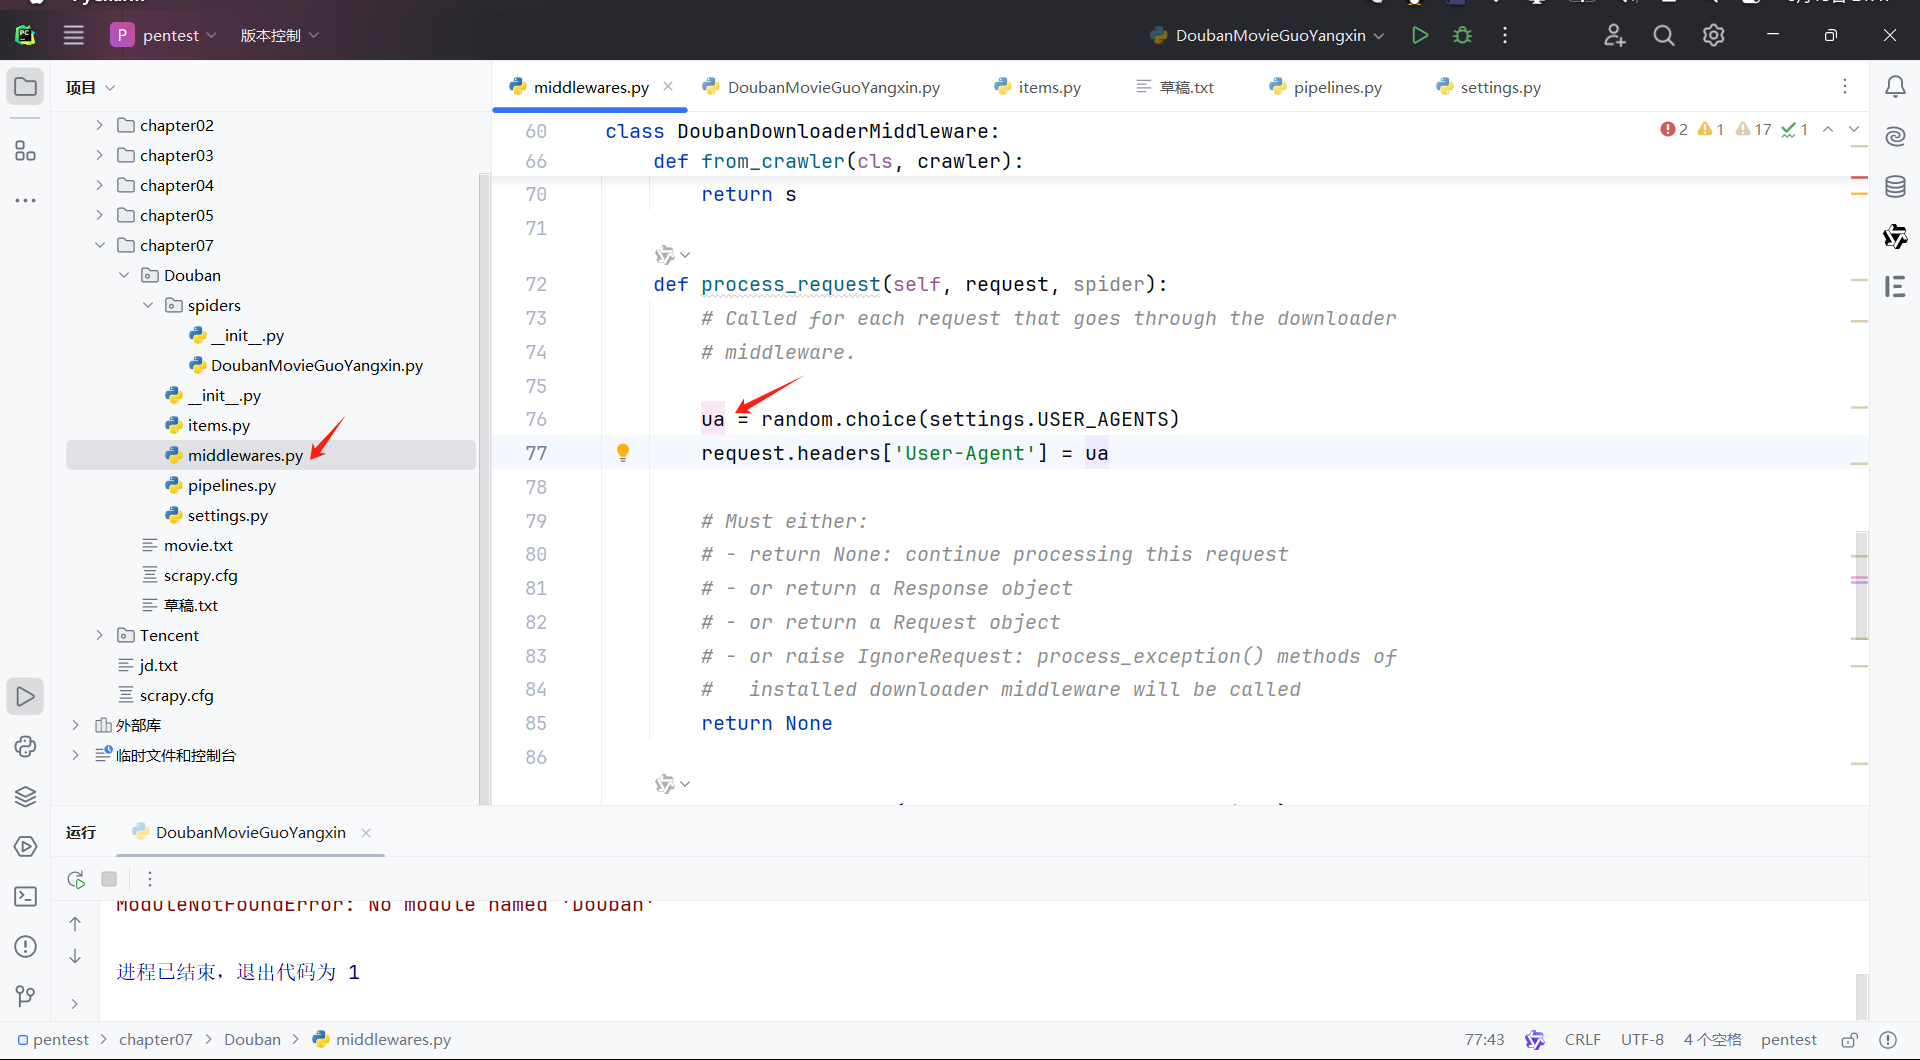 P pentest 版本控制 DoubanMovieGuoYangxin
项目
middlewares.py DoubanMovieGuoYangxin.py items.py 草稿.txt pipelines.py settings.py
chapter02
chapter03
chapter04
chapter05
chapter07
Douban
spiders
__init__.py
DoubanMovieGuoYangxin.py
__init__.py
items.py
middlewares.py
pipelines.py
settings.py
movie.txt
scrapy.cfg
草稿.txt
Tencent
jd.txt
scrapy.cfg
外部库
临时文件和控制台
2 1 17 1
60 class DoubanDownloaderMiddleware:
66 def from_crawler(cls, crawler):
70 return s
71
72 def process_request(self, request, spider):
73 # Called for each request that goes through the downloader
74 # middleware.
75
76 ua = random.choice(settings.USER_AGENTS)
77 request.headers['User-Agent'] = ua
78
79 # Must either:
80 # - return None: continue processing this request
81 # - or return a Response object
82 # - or return a Request object
83 # - or raise IgnoreRequest: process_exception() methods of
84 #   installed downloader middleware will be called
85 return None
86
运行 DoubanMovieGuoYangxin
ModuleNotFoundError: No module named 'Douban'
进程已结束，退出代码为 1
pentest > chapter07 > Douban > middlewares.py
77:43 CRLF UTF-8 4 个空格 pentest